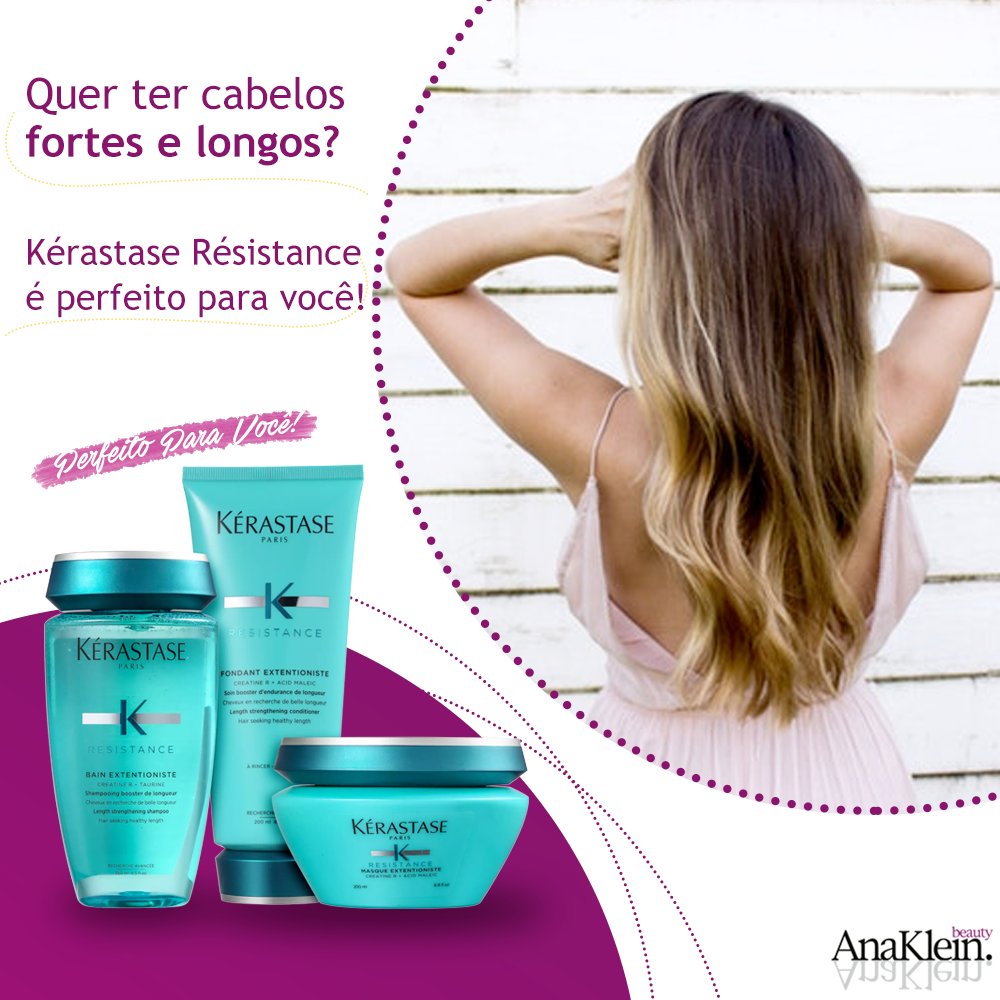 Quer ter cabelos
fortes e longos?
Kérastase Résistance
é perfeito para você!
Perfeito Para Você!
KÉRASTASE
PARIS
K
RESISTANCE
FONDANT EXTENTIONISTE
CREATINE R + ACID MALEIC
Soin booster d'endurance de longueur
Cheveux en recherche de belle longueur
Length strengthening conditioner
Hair seeking healthy length
KÉRASTASE
PARIS
K
RESISTANCE
BAIN EXTENTIONISTE
CREATINE R + TAURINE
Shampooing booster de longueur
Cheveux en recherche de belle longueur
Length strengthening shampoo
Hair seeking healthy length
RECHERCHE AVANCÉE
KÉRASTASE
PARIS
K
RESISTANCE
MASQUE EXTENTIONISTE
CREATINE R + ACID MALEIC
beauty
AnaKlein.